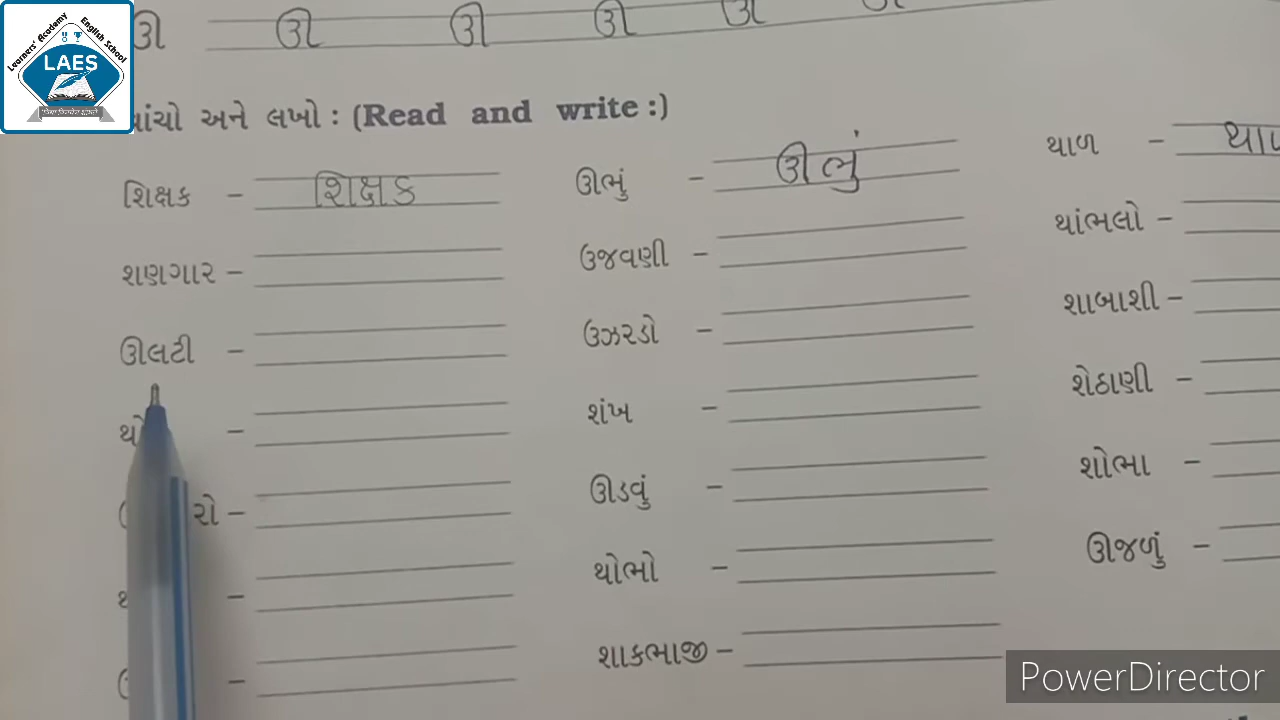 ઊ ઊ ઊ ઊ ઊ
Learners' Academy English School
LAES
અને લખો : (Read and write :)
શિક્ષક – શિક્ષક ઊભું – ઊભું થાળ –
શણગાર – ઉજવણી – થાંભલો –
ઊલટી – ઉઝરડો – શાબાશી –
– શંખ – શેઠાણી –
– ઊડવું – શોભા –
– થોભો – ઊજળું –
– શાકભાજી –
PowerDirector